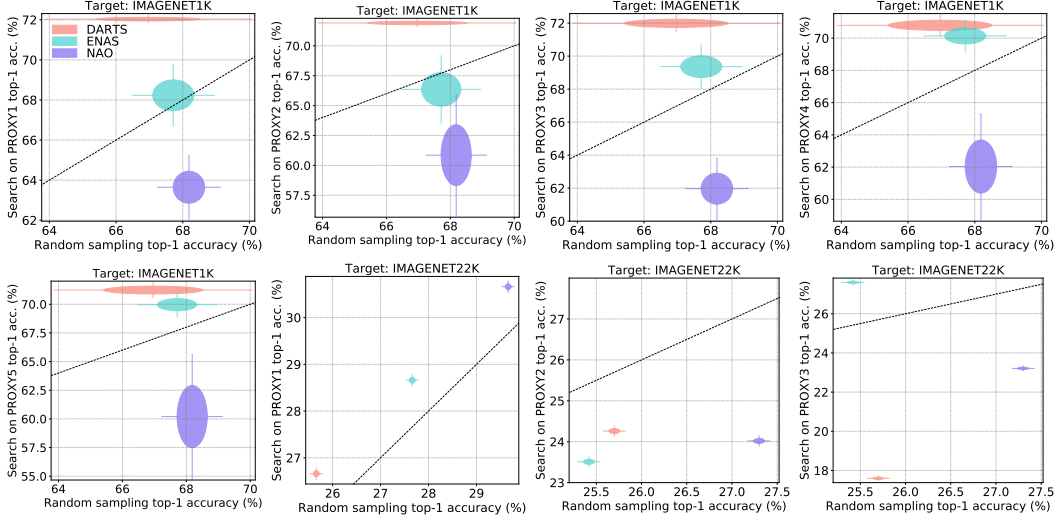 Target: IMAGENET1K
Search on PROXY1 top-1 acc. (%)
72
70
68
66
64
62
DARTS
ENAS
NAO
64 66 68 70
Random sampling top-1 accuracy (%)
Target: IMAGENET1K
Search on PROXY2 top-1 acc. (%)
70.0
67.5
65.0
62.5
60.0
57.5
64 66 68 70
Random sampling top-1 accuracy (%)
Target: IMAGENET1K
Search on PROXY3 top-1 acc. (%)
72
70
68
66
64
62
60
64 66 68 70
Random sampling top-1 accuracy (%)
Target: IMAGENET1K
Search on PROXY4 top-1 acc. (%)
70
68
66
64
62
60
64 66 68 70
Random sampling top-1 accuracy (%)
Target: IMAGENET1K
Search on PROXY5 top-1 acc. (%)
70.0
67.5
65.0
62.5
60.0
57.5
55.0
64 66 68 70
Random sampling top-1 accuracy (%)
Target: IMAGENET22K
Search on PROXY1 top-1 acc. (%)
30
29
28
27
26 27 28 29
Random sampling top-1 accuracy (%)
Target: IMAGENET22K
Search on PROXY2 top-1 acc. (%)
27
26
25
24
23
25.5 26.0 26.5 27.0 27.5
Random sampling top-1 accuracy (%)
Target: IMAGENET22K
Search on PROXY3 top-1 acc. (%)
26
24
22
20
18
25.5 26.0 26.5 27.0 27.5
Random sampling top-1 accuracy (%)